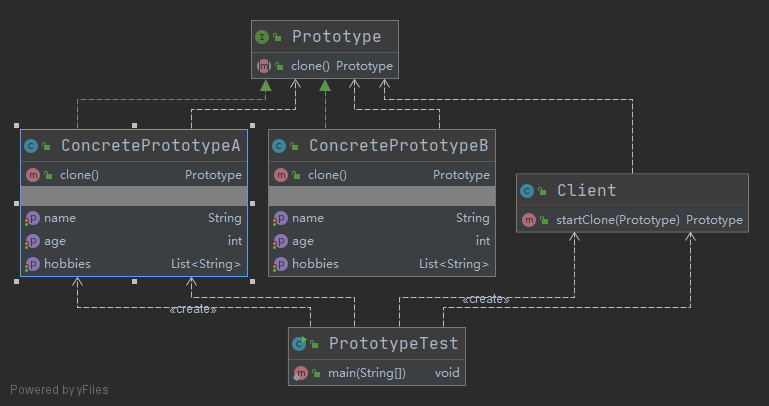 Prototype
clone() Prototype
ConcretePrototypeA
clone() Prototype
name String
age int
hobbies List<String>
ConcretePrototypeB
clone() Prototype
name String
age int
hobbies List<String>
Client
startClone(Prototype) Prototype
«create»
«create»
PrototypeTest
main(String[]) void
Powered by yFiles